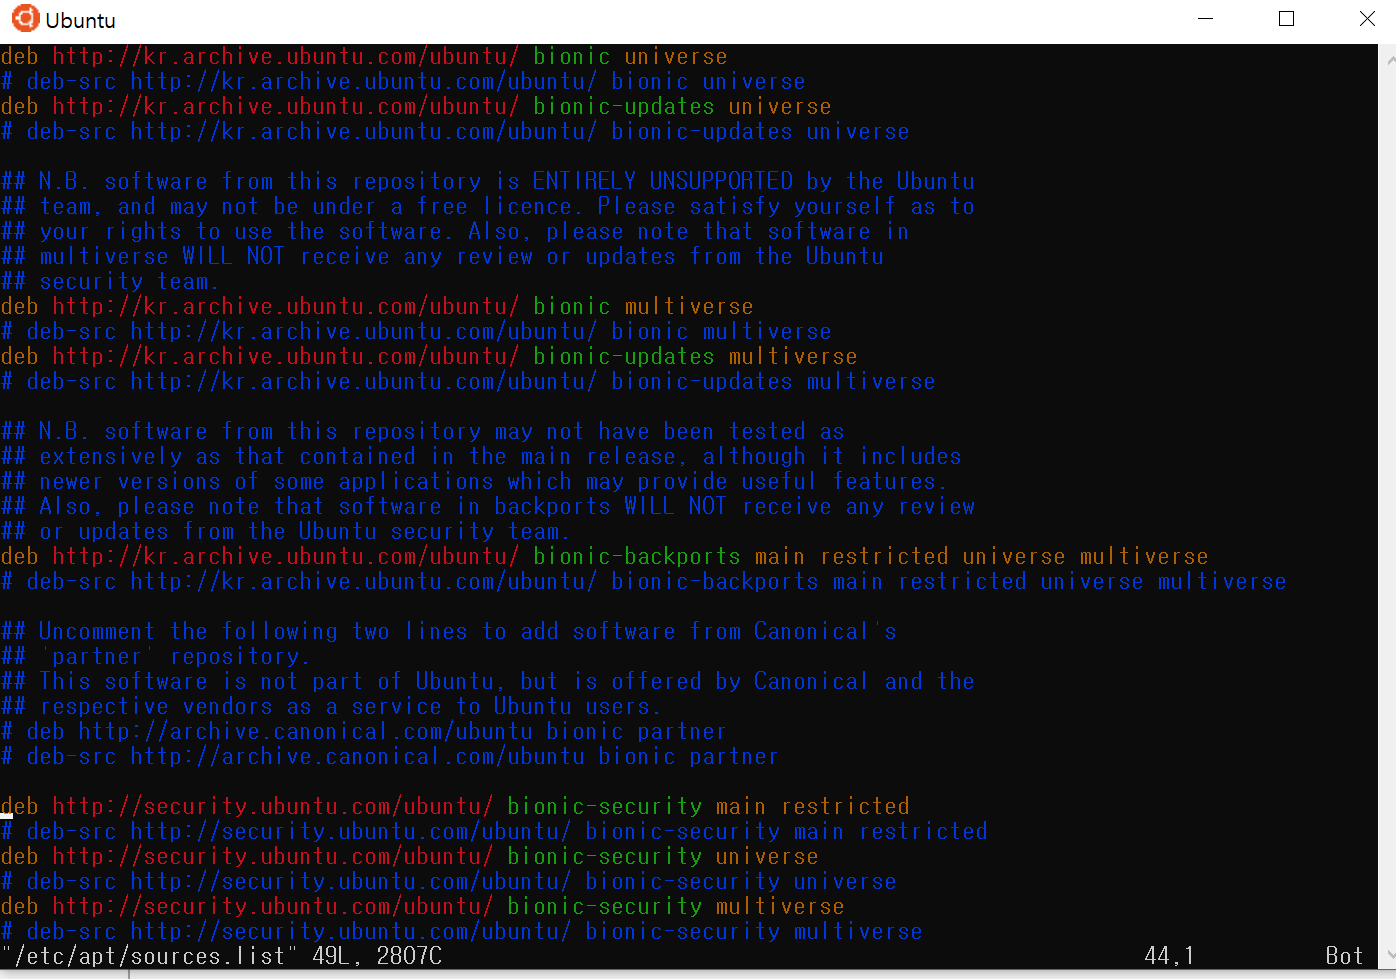 Ubuntu
deb http://kr.archive.ubuntu.com/ubuntu/ bionic universe
# deb-src http://kr.archive.ubuntu.com/ubuntu/ bionic universe
deb http://kr.archive.ubuntu.com/ubuntu/ bionic-updates universe
# deb-src http://kr.archive.ubuntu.com/ubuntu/ bionic-updates universe
## N.B. software from this repository is ENTIRELY UNSUPPORTED by the Ubuntu
## team, and may not be under a free licence. Please satisfy yourself as to
## your rights to use the software. Also, please note that software in
## multiverse WILL NOT receive any review or updates from the Ubuntu
## security team.
deb http://kr.archive.ubuntu.com/ubuntu/ bionic multiverse
# deb-src http://kr.archive.ubuntu.com/ubuntu/ bionic multiverse
deb http://kr.archive.ubuntu.com/ubuntu/ bionic-updates multiverse
# deb-src http://kr.archive.ubuntu.com/ubuntu/ bionic-updates multiverse
## N.B. software from this repository may not have been tested as
## extensively as that contained in the main release, although it includes
## newer versions of some applications which may provide useful features.
## Also, please note that software in backports WILL NOT receive any review
## or updates from the Ubuntu security team.
deb http://kr.archive.ubuntu.com/ubuntu/ bionic-backports main restricted universe multiverse
# deb-src http://kr.archive.ubuntu.com/ubuntu/ bionic-backports main restricted universe multiverse
## Uncomment the following two lines to add software from Canonical's
## 'partner' repository.
## This software is not part of Ubuntu, but is offered by Canonical and the
## respective vendors as a service to Ubuntu users.
# deb http://archive.canonical.com/ubuntu bionic partner
# deb-src http://archive.canonical.com/ubuntu bionic partner
deb http://security.ubuntu.com/ubuntu/ bionic-security main restricted
# deb-src http://security.ubuntu.com/ubuntu/ bionic-security main restricted
deb http://security.ubuntu.com/ubuntu/ bionic-security universe
# deb-src http://security.ubuntu.com/ubuntu/ bionic-security universe
deb http://security.ubuntu.com/ubuntu/ bionic-security multiverse
# deb-src http://security.ubuntu.com/ubuntu/ bionic-security multiverse
"/etc/apt/sources.list" 49L, 2807C 44,1 Bot